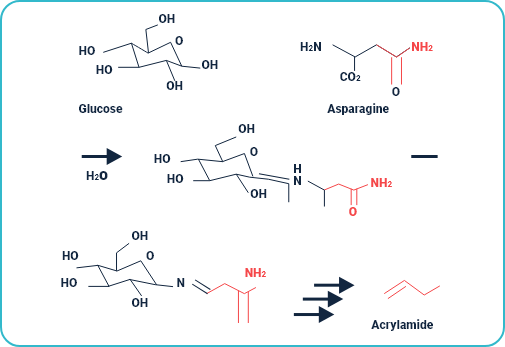 OH
O
HO
HO
OH
OH
Glucose
H₂N
NH₂
CO₂
O
Asparagine
H₂O
OH
O
HO
HO
OH
H
N
NH₂
O
OH
O
HO
HO
OH
N
NH₂
Acrylamide